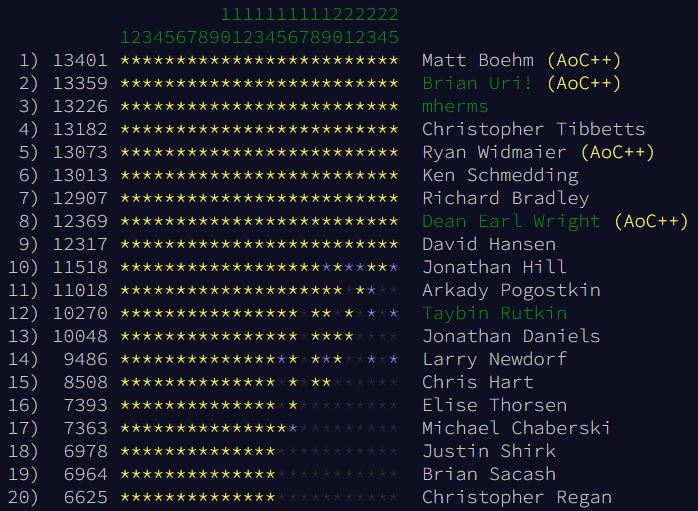 1111111111222222
1234567890123456789012345
1) 13401 ************************* Matt Boehm (AoC++)
2) 13359 ************************* Brian Uri! (AoC++)
3) 13226 ************************* mherms
4) 13182 ************************* Christopher Tibbetts
5) 13073 ************************* Ryan Widmaier (AoC++)
6) 13013 ************************* Ken Schmedding
7) 12907 ************************* Richard Bradley
8) 12369 ************************* Dean Earl Wright (AoC++)
9) 12317 ************************* David Hansen
10) 11518 ************************* Jonathan Hill
11) 11018 ************************* Arkady Pogostkin
12) 10270 ************************* Taybin Rutkin
13) 10048 ************************* Jonathan Daniels
14) 9486 ************************* Larry Newdorf
15) 8508 ************************* Chris Hart
16) 7393 ************************* Elise Thorsen
17) 7363 ************************* Michael Chaberski
18) 6978 ************************* Justin Shirk
19) 6964 ************************* Brian Sacash
20) 6625 ************************* Christopher Regan